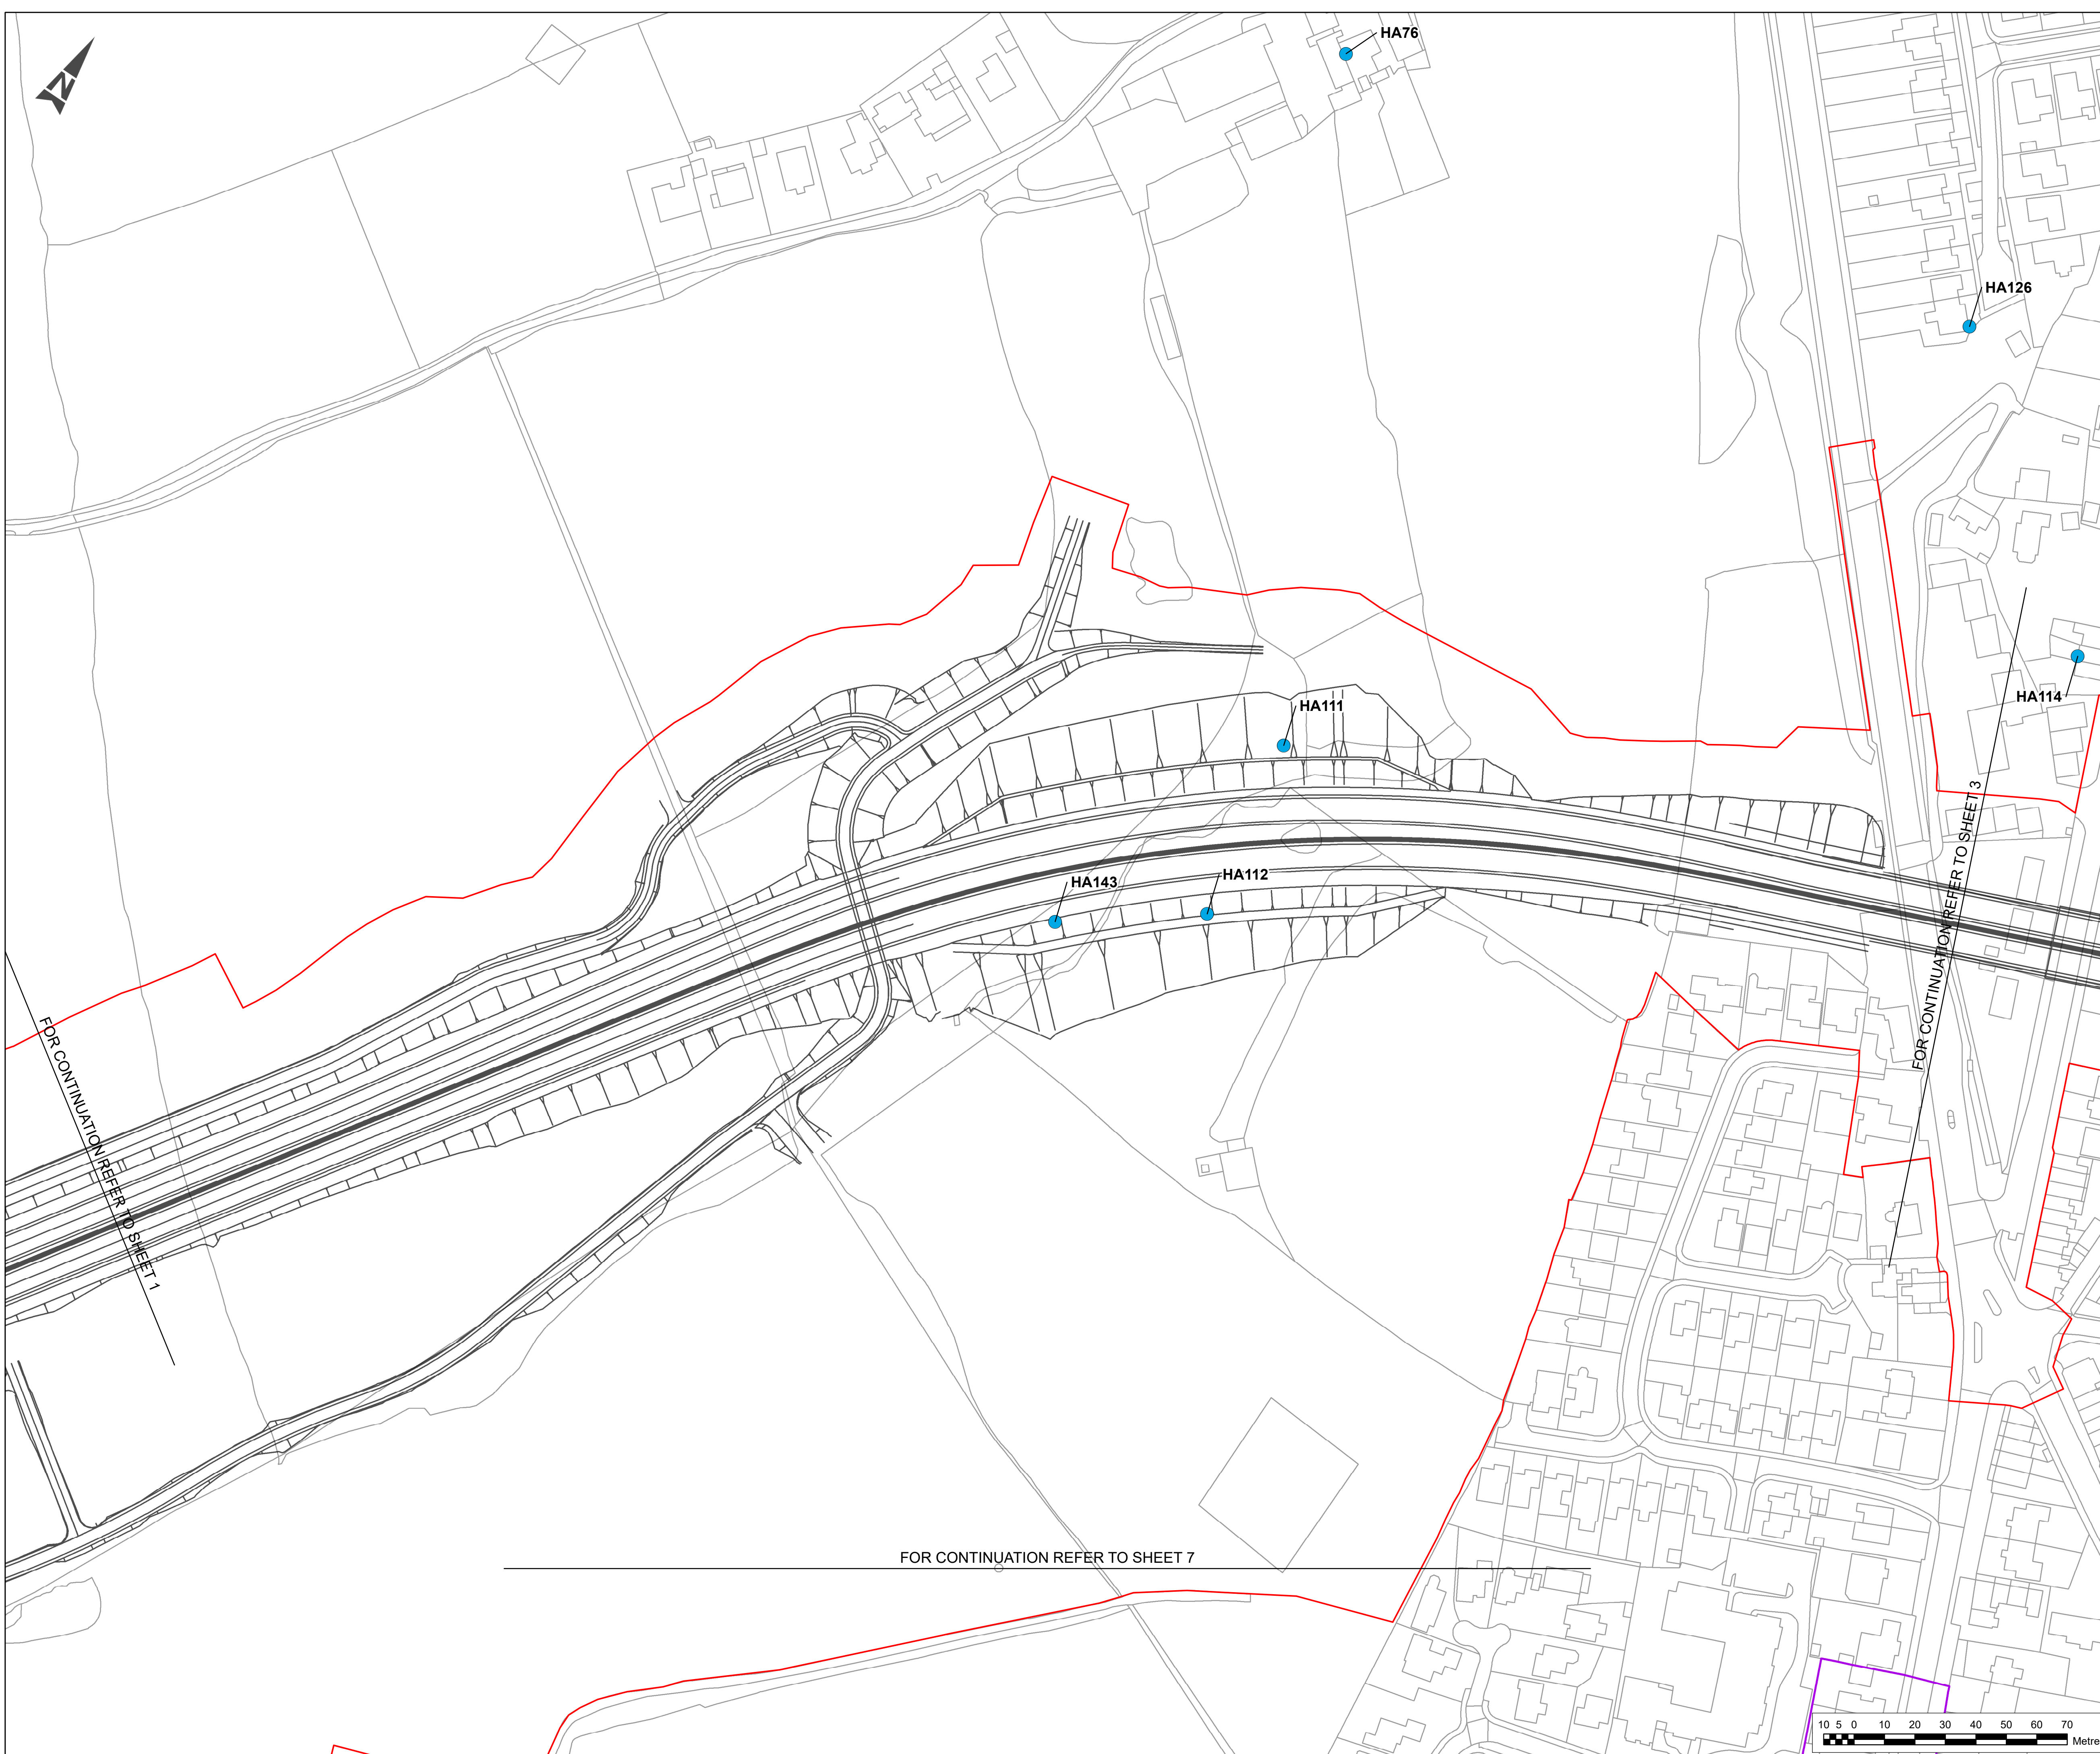 HA76
N
HA126
HA114
HA111
FOR CONTINUATION REFER TO SHEET 3
HA143
HA112
FOR CONTINUATION REFER TO SHEET 1
FOR CONTINUATION REFER TO SHEET 7
10 5 0 10 20 30 40 50 60 70